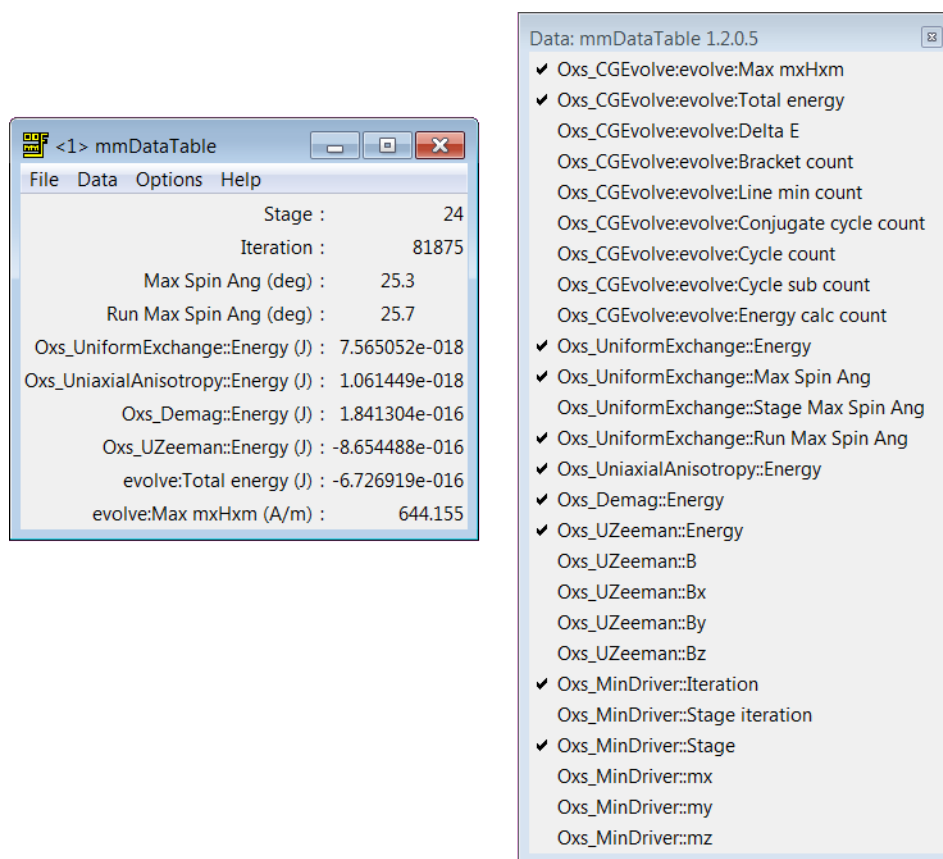 <1> mmDataTable
File Data Options Help
Stage : 24
Iteration : 81875
Max Spin Ang (deg) : 25.3
Run Max Spin Ang (deg) : 25.7
Oxs_UniformExchange::Energy (J) : 7.565052e-018
Oxs_UniaxialAnisotropy::Energy (J) : 1.061449e-018
Oxs_Demag::Energy (J) : 1.841304e-016
Oxs_UZeeman::Energy (J) : -8.654488e-016
evolve:Total energy (J) : -6.726919e-016
evolve:Max mxHxm (A/m) : 644.155
Data: mmDataTable 1.2.0.5
Oxs_CGEvolve:evolve:Max mxHxm
Oxs_CGEvolve:evolve:Total energy
Oxs_CGEvolve:evolve:Delta E
Oxs_CGEvolve:evolve:Bracket count
Oxs_CGEvolve:evolve:Line min count
Oxs_CGEvolve:evolve:Conjugate cycle count
Oxs_CGEvolve:evolve:Cycle count
Oxs_CGEvolve:evolve:Cycle sub count
Oxs_CGEvolve:evolve:Energy calc count
Oxs_UniformExchange::Energy
Oxs_UniformExchange::Max Spin Ang
Oxs_UniformExchange::Stage Max Spin Ang
Oxs_UniformExchange::Run Max Spin Ang
Oxs_UniaxialAnisotropy::Energy
Oxs_Demag::Energy
Oxs_UZeeman::Energy
Oxs_UZeeman::B
Oxs_UZeeman::Bx
Oxs_UZeeman::By
Oxs_UZeeman::Bz
Oxs_MinDriver::Iteration
Oxs_MinDriver::Stage iteration
Oxs_MinDriver::Stage
Oxs_MinDriver::mx
Oxs_MinDriver::my
Oxs_MinDriver::mz